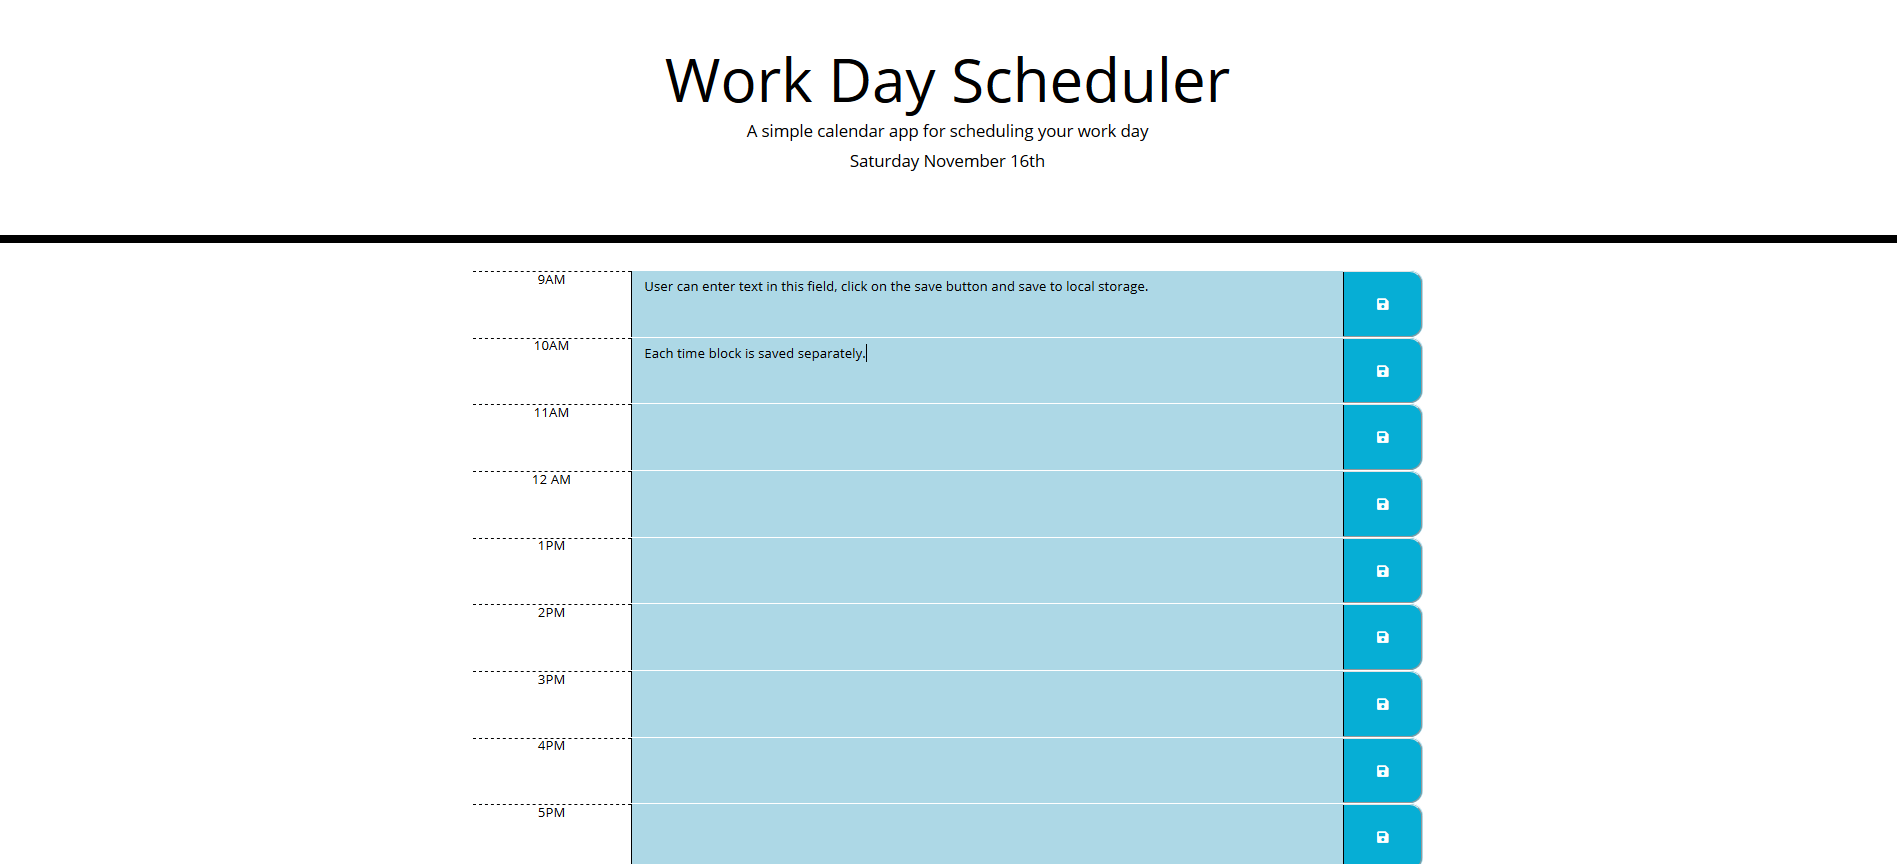 Work Day Scheduler
A simple calendar app for scheduling your work day
Saturday November 16th
9AM
User can enter text in this field, click on the save button and save to local storage.
10AM
Each time block is saved separately.
11AM
12 AM
1PM
2PM
3PM
4PM
5PM